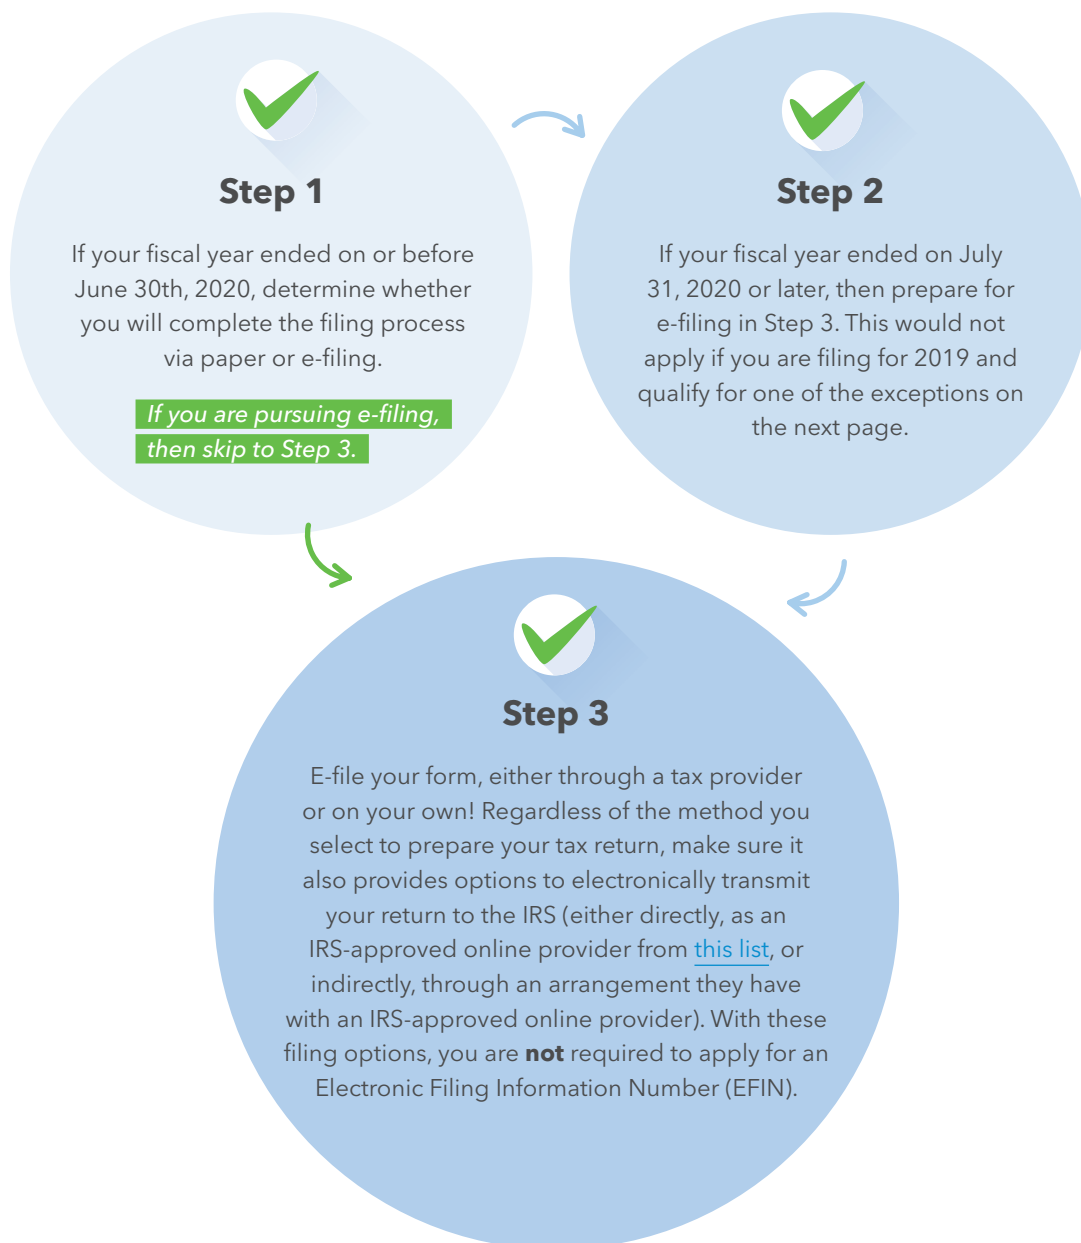 Step 1
If your fiscal year ended on or before
June 30th, 2020, determine whether
you will complete the filing process
via paper or e-filing.
If you are pursuing e-filing,
then skip to Step 3.
Step 2
If your fiscal year ended on July
31, 2020 or later, then prepare for
e-filing in Step 3. This would not
apply if you are filing for 2019 and
qualify for one of the exceptions on
the next page.
Step 3
E-file your form, either through a tax provider
or on your own! Regardless of the method you
select to prepare your tax return, make sure it
also provides options to electronically transmit
your return to the IRS (either directly, as an
IRS-approved online provider from this list, or
indirectly, through an arrangement they have
with an IRS-approved online provider). With these
filing options, you are not required to apply for an
Electronic Filing Information Number (EFIN).